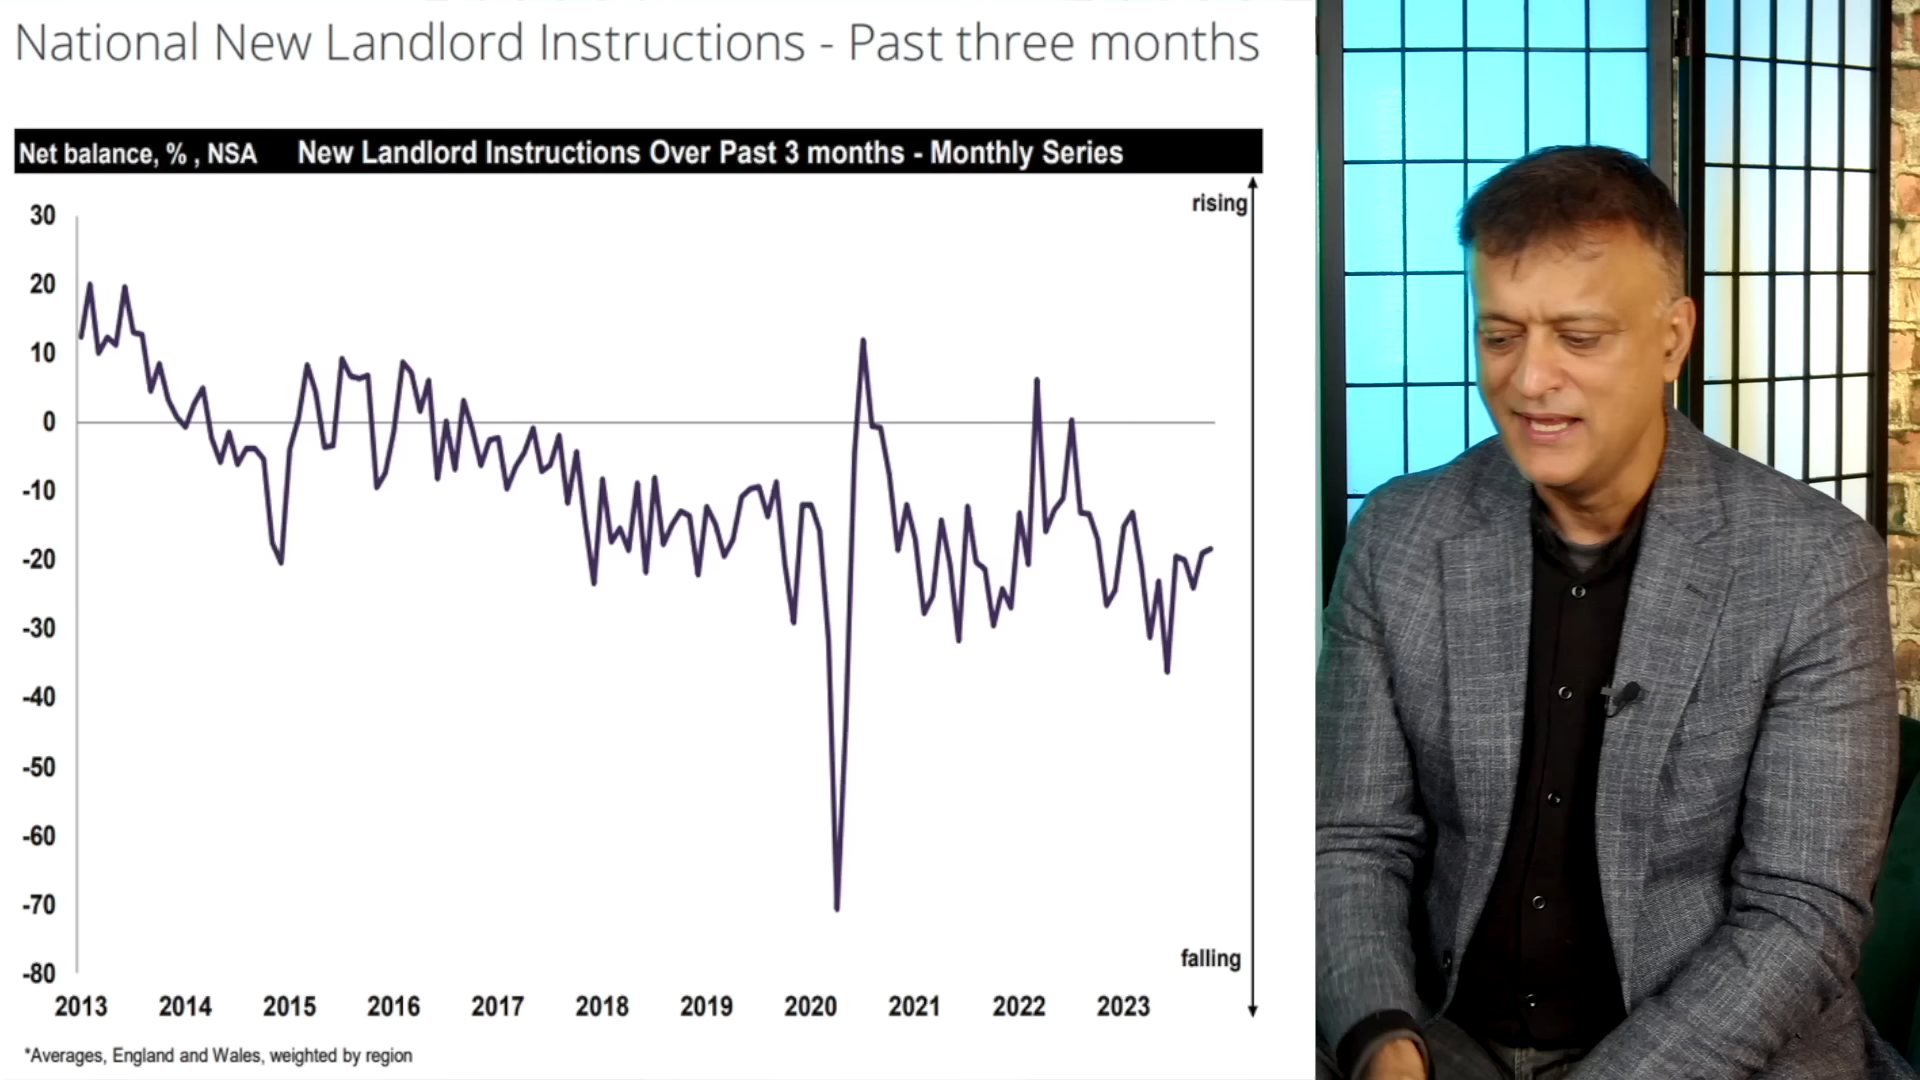 National New Landlord Instructions - Past three months
Net balance, % , NSA New Landlord Instructions Over Past 3 months - Monthly Series
rising
30
20
10
0
-10
-20
-30
-40
-50
-60
-70
-80
falling
2013 2014 2015 2016 2017 2018 2019 2020 2021 2022 2023
*Averages, England and Wales, weighted by region